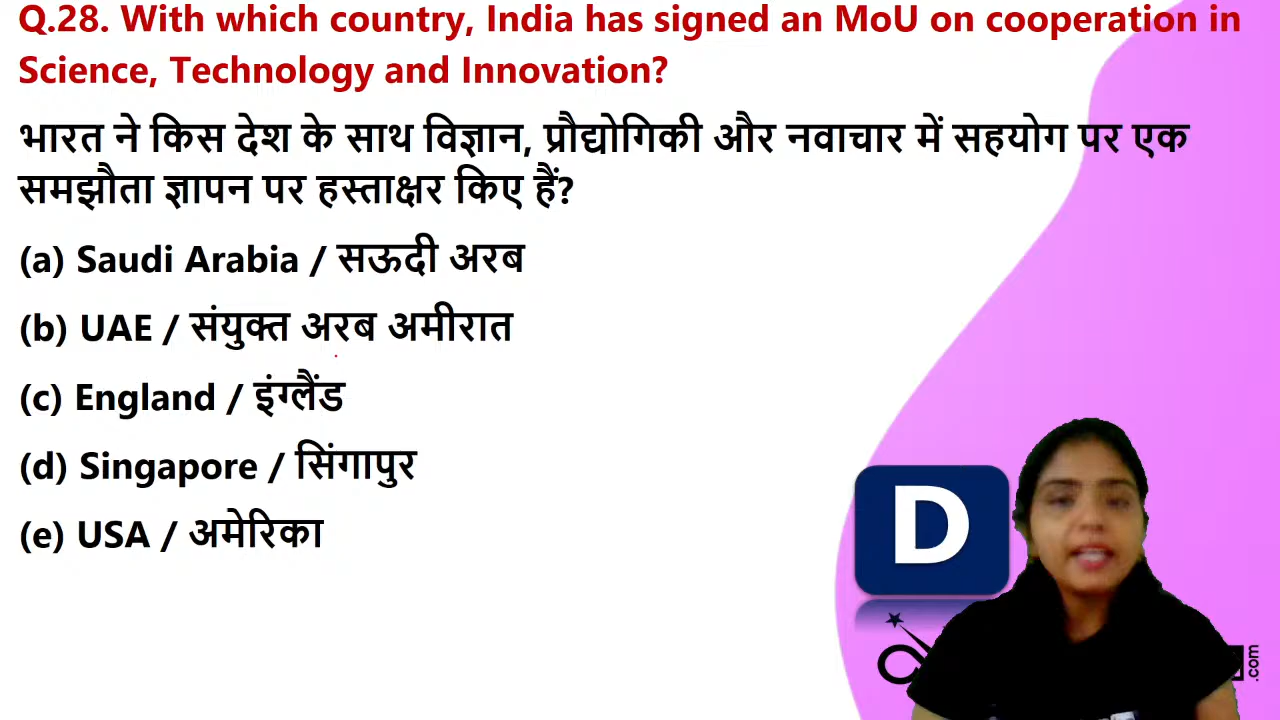 Q.28. With which country, India has signed an MoU on cooperation in
Science, Technology and Innovation?
भारत ने किस देश के साथ विज्ञान, प्रौद्योगिकी और नवाचार में सहयोग पर एक
समझौता ज्ञापन पर हस्ताक्षर किए हैं?
(a) Saudi Arabia / सऊदी अरब
(b) UAE / संयुक्त अरब अमीरात
(c) England / इंग्लैंड
(d) Singapore / सिंगापुर
(e) USA / अमेरिका
D
.com